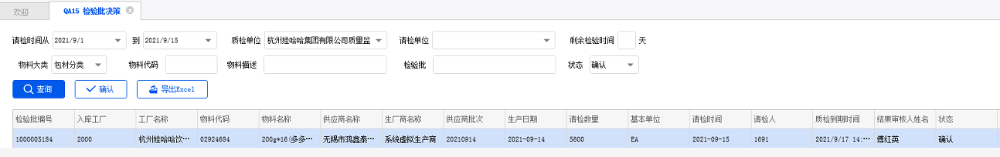 欢迎 QA15 检验批决策
请检时间从 2021/9/1 到 2021/9/15 质检单位 杭州娃哈哈集团有限公司质量监 请检单位 剩余检验时间 天
物料大类 包材分类 物料代码 物料描述 检验批 状态 确认
查询 确认 导出Excel
检验批编号 入库工厂 工厂名称 物料代码 物料名称 供应商名称 生厂商名称 供应商批次 生产日期 请检数量 基本单位 请检时间 请检人 质检到期时间 结果审核人姓名 状态
1000005184 2000 杭州娃哈哈饮··· 02924684 200g*16(多多··· 无锡市鸿鑫泰··· 系统虚拟生产商 20210914 2021-09-14 5600 EA 2021-09-15 1691 2021/9/17 14:··· 傅红英 确认